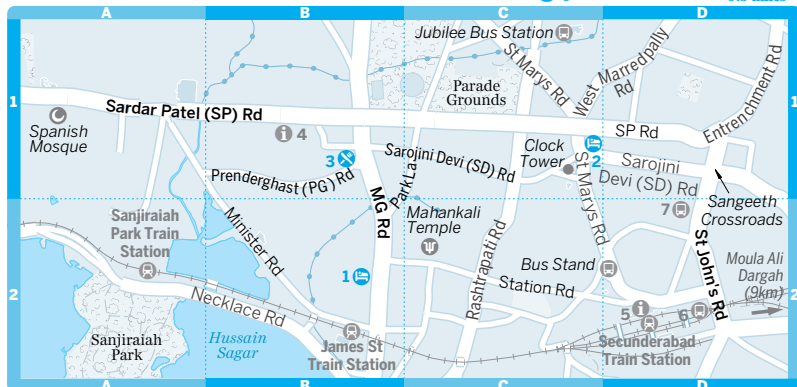 A
B
C
D
Jubilee Bus Station
St Marys Rd
West Marredpally
Rd
Entrenchment Rd
Parade
Grounds
1
1
Sardar Patel (SP) Rd
SP Rd
Spanish
Mosque
4
3
Sarojini Devi (SD) Rd
Clock
Tower
2
Sarojini
Devi (SD) Rd
Prenderghast (PG) Rd
Park La
MG Rd
St Marys Rd
Sangeeth
Crossroads
7
Sanjiraiah
Park Train
Station
Minister Rd
Mahankali
Temple
Rashtrapati Rd
St John's Rd
Moula Ali
Dargah
(9km)
Bus Stand
2
2
1
Station Rd
Necklace Rd
5
6
Sanjiraiah
Park
Hussain
Sagar
James St
Train Station
Secunderabad
Train Station
A
B
C
D